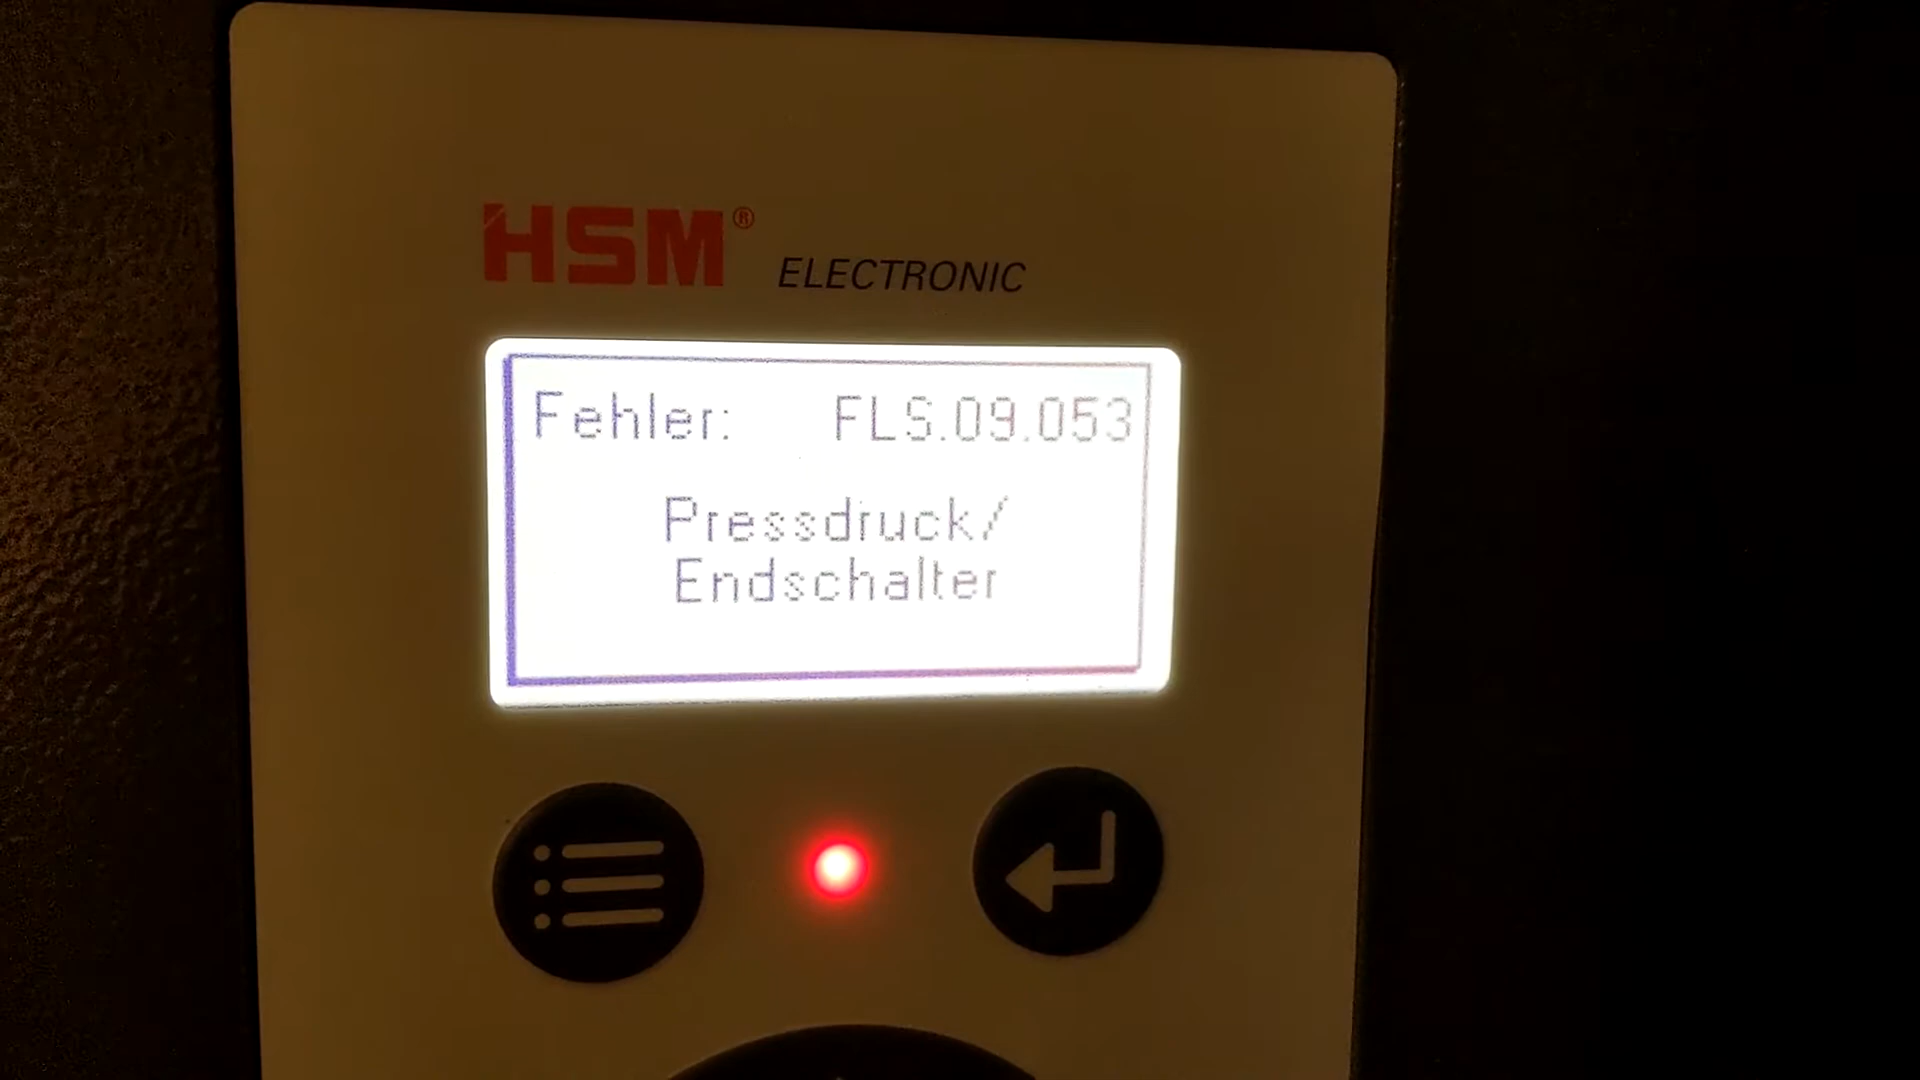 HSM®
ELECTRONIC
Fehler: FLS.09.053
Pressdruck/
Endschalter